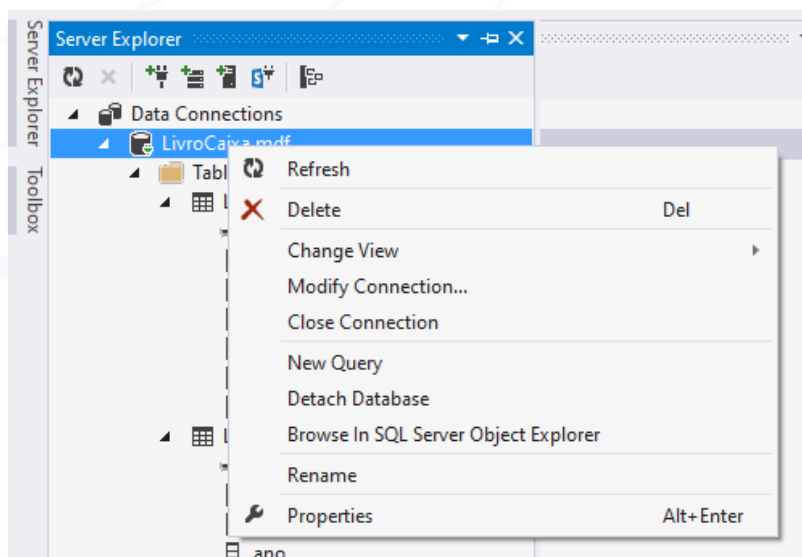 Server Explorer
Toolbox
Server Explorer
Data Connections
LivroCaixa.mdf
Refresh
Delete Del
Change View
Modify Connection...
Close Connection
New Query
Detach Database
Browse In SQL Server Object Explorer
Rename
Properties Alt+Enter
ano